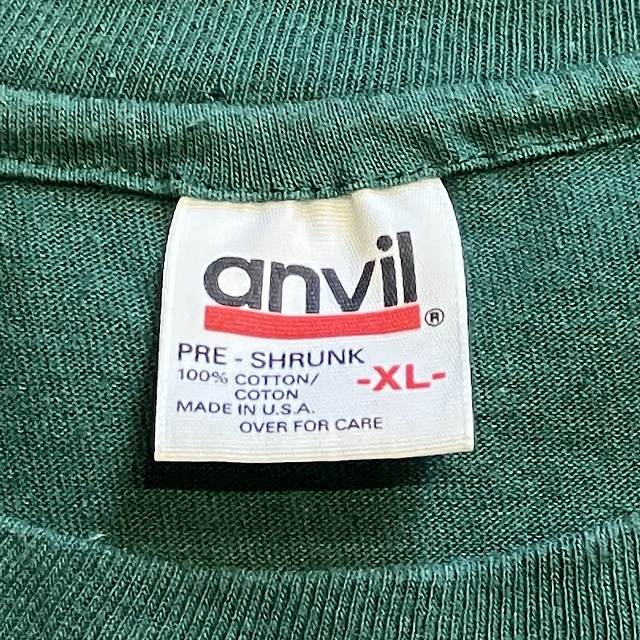 anvil®
PRE - SHRUNK
100% COTTON/
COTON
-XL-
MADE IN U.S.A.
OVER FOR CARE